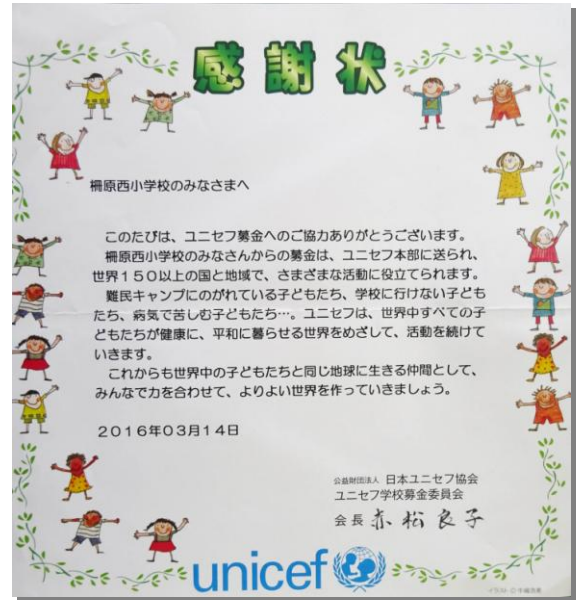 感謝状
柵原西小学校のみなさまへ
このたびは、ユニセフ募金へのご協力ありがとうございます。
柵原西小学校のみなさんからの募金は、ユニセフ本部に送られ、
世界150以上の国と地域で、さまざまな活動に役立てられます。
難民キャンプにのがれている子どもたち、学校に行けない子ども
たち、病気で苦しむ子どもたち…。ユニセフは、世界中すべての子
どもたちが健康に、平和に暮らせる世界をめざして、活動を続けて
いきます。
これからも世界中の子どもたちと同じ地球に生きる仲間として、
みんなで力を合わせて、よりよい世界を作っていきましょう。
2016年03月14日
公益財団法人 日本ユニセフ協会
ユニセフ学校募金委員会
会長 赤松良子
unicef
イラスト ©